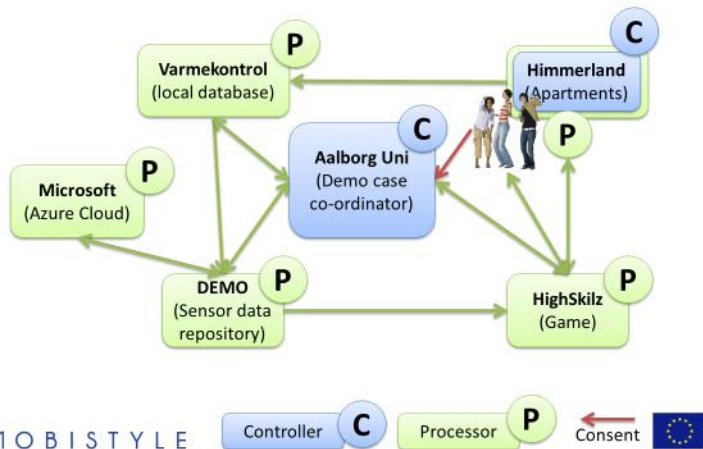 P
Varmekontrol
(local database)
C
Himmerland
(Apartments)
P
C
Aalborg Uni
(Demo case
co-ordinator)
P
Microsoft
(Azure Cloud)
P
DEMO
(Sensor data
repository)
P
HighSkilz
(Game)
MOBISTYLE
Controller
C
Processor
P
Consent